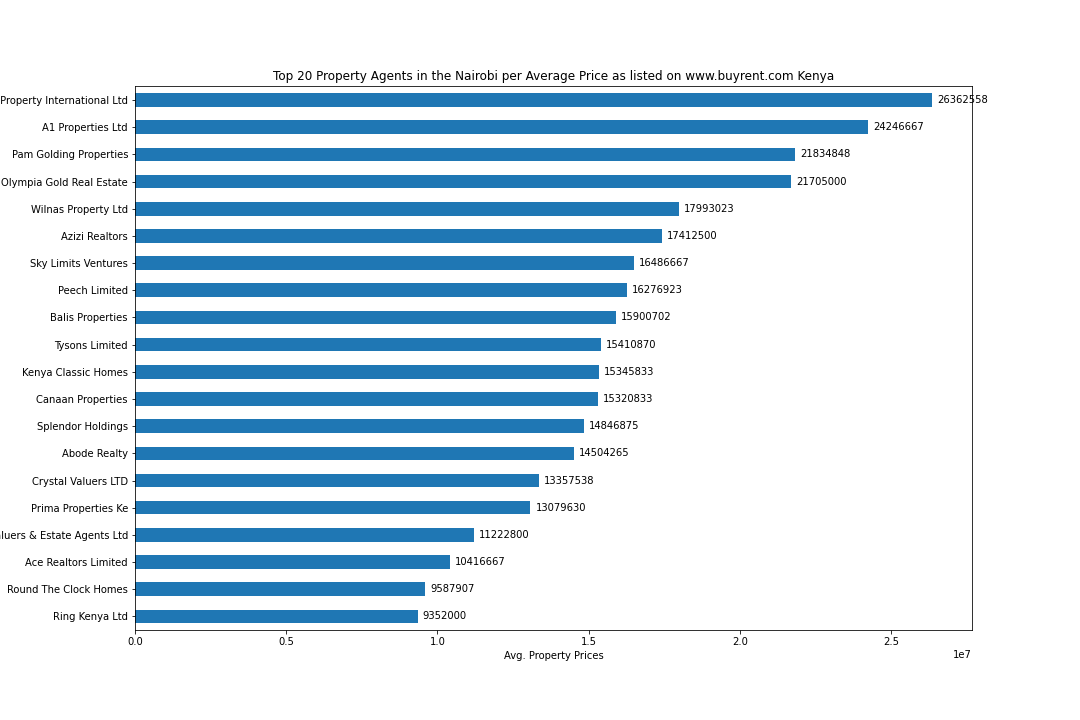 Top 20 Property Agents in the Nairobi per Average Price as listed on www.buyrent.com Kenya
Property International Ltd 26362558
A1 Properties Ltd 24246667
Pam Golding Properties 21834848
Olympia Gold Real Estate 21705000
Wilnas Property Ltd 17993023
Azizi Realtors 17412500
Sky Limits Ventures 16486667
Peech Limited 16276923
Balis Properties 15900702
Tysons Limited 15410870
Kenya Classic Homes 15345833
Canaan Properties 15320833
Splendor Holdings 14846875
Abode Realty 14504265
Crystal Valuers LTD 13357538
Prima Properties Ke 13079630
& Estate Agents Ltd 11222800
Ace Realtors Limited 10416667
Round The Clock Homes 9587907
Ring Kenya Ltd 9352000
0.0 0.5 1.0 1.5 2.0 2.5
Avg. Property Prices 1e7